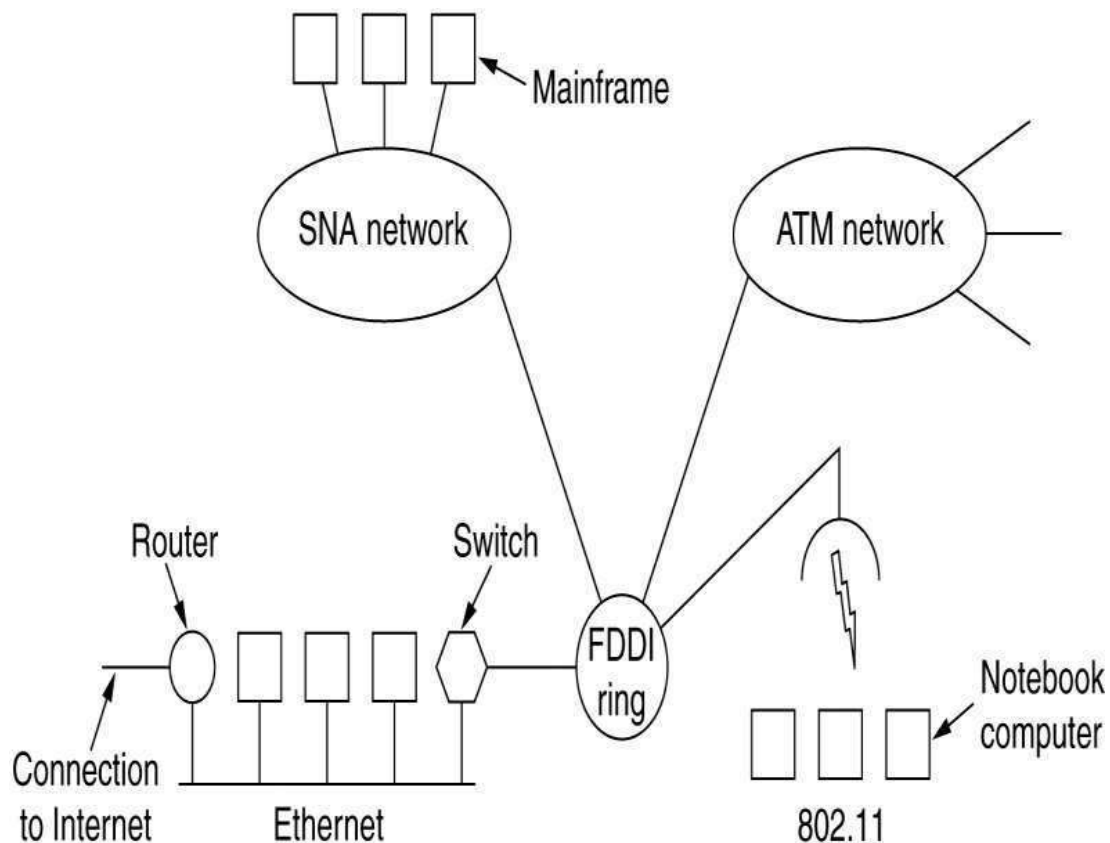 Mainframe
SNA network
ATM network
Router
Switch
FDDI
ring
Notebook
computer
Connection
to Internet
Ethernet
802.11